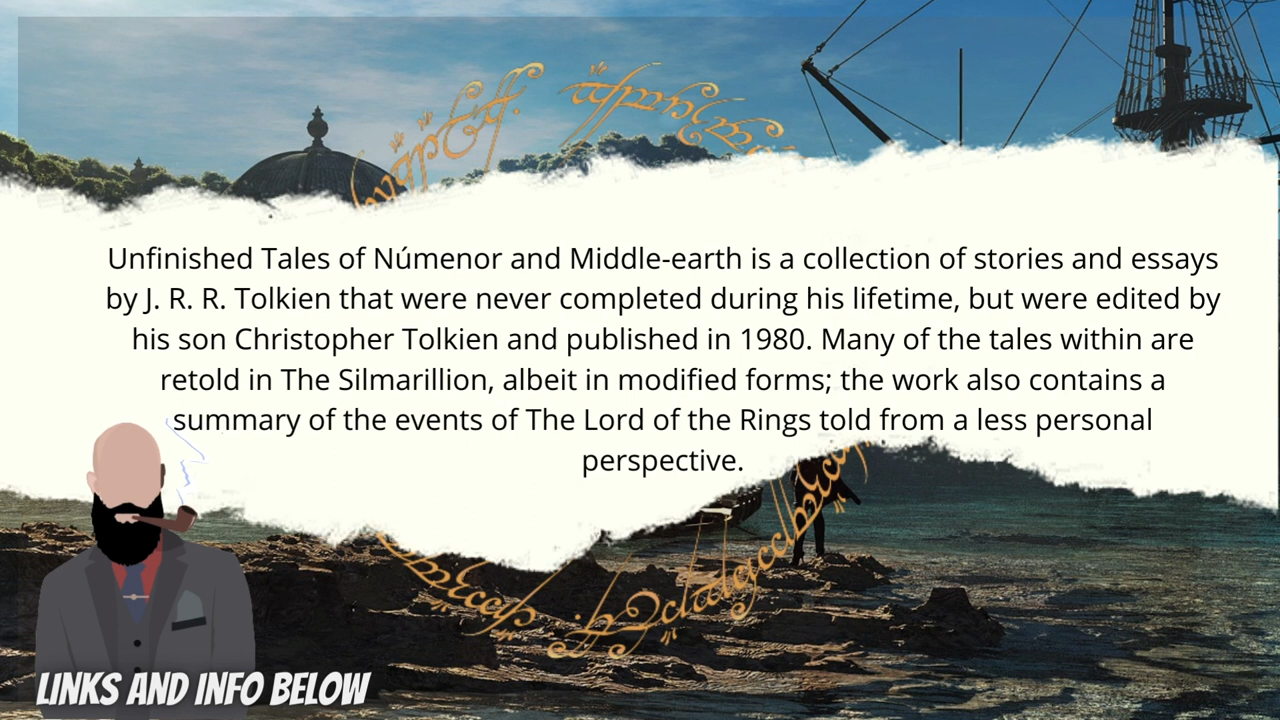 Unfinished Tales of Númenor and Middle-earth is a collection of stories and essays
by J. R. R. Tolkien that were never completed during his lifetime, but were edited by
his son Christopher Tolkien and published in 1980. Many of the tales within are
retold in The Silmarillion, albeit in modified forms; the work also contains a
summary of the events of The Lord of the Rings told from a less personal
perspective.
LINKS AND INFO BELOW